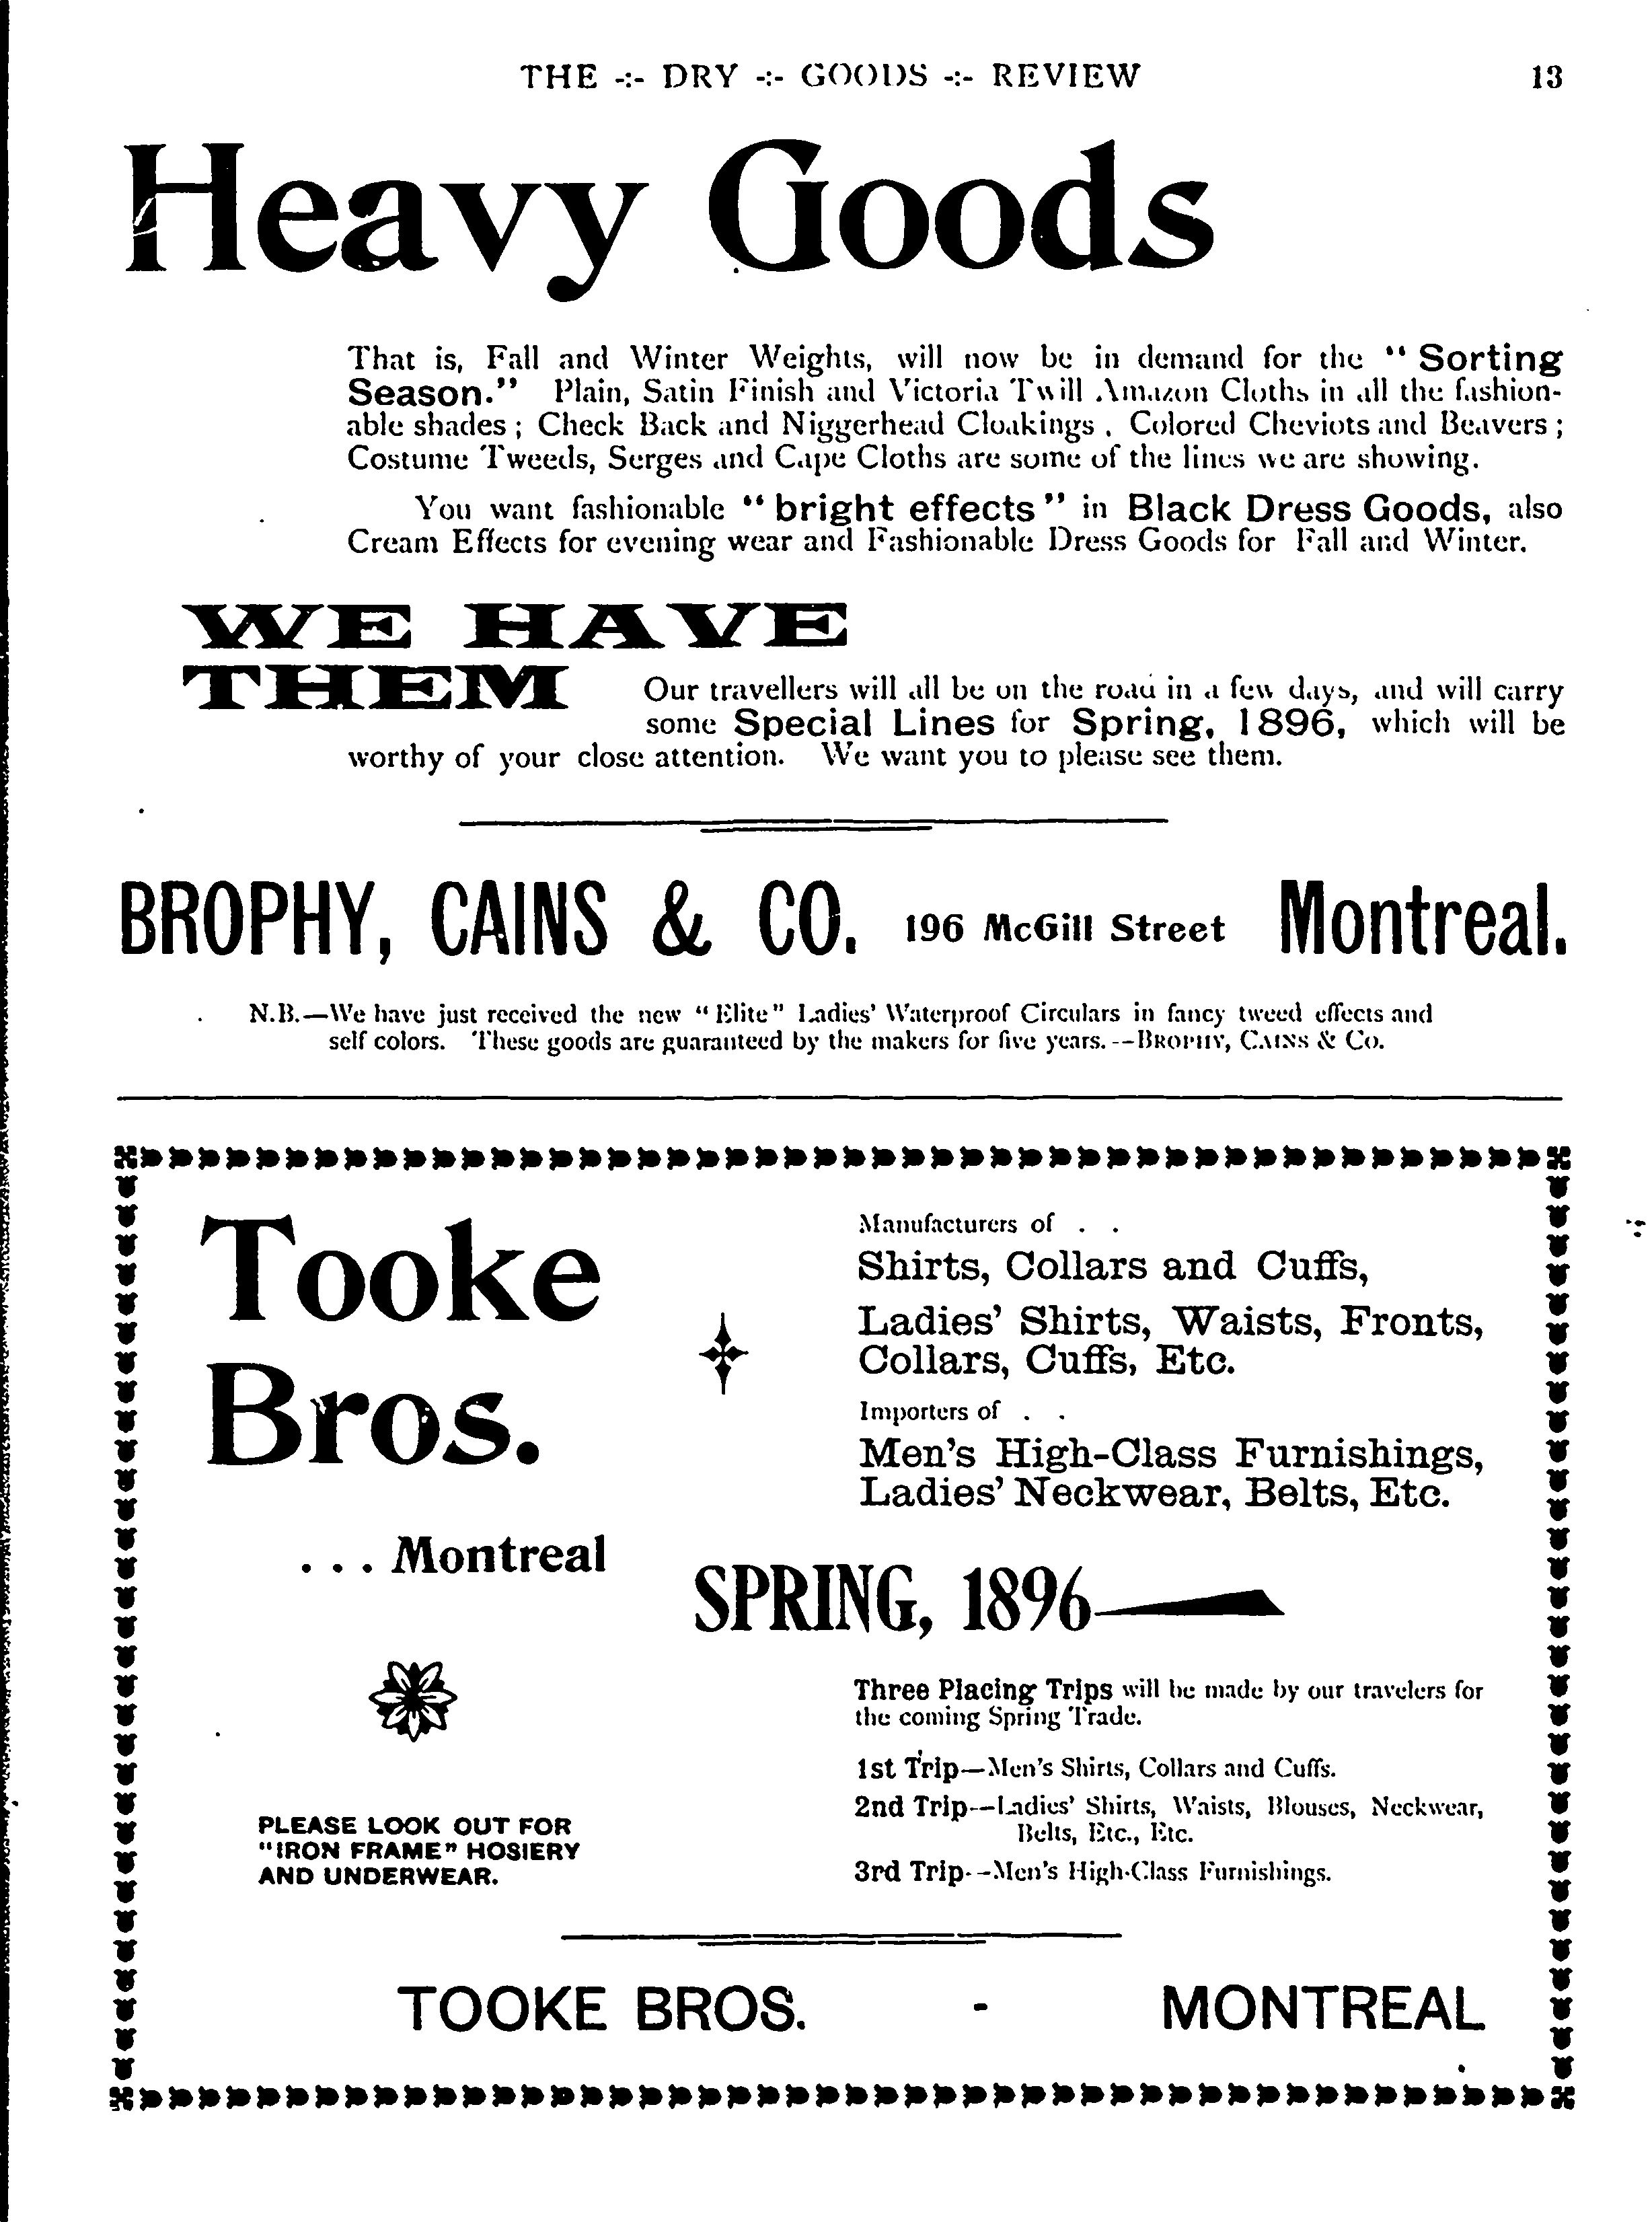 THE -:- DRY -:- GOODS -:- REVIEW 13
Heavy Goods
That is, Fall and Winter Weights, will now be in demand for the "Sorting
Season." Plain, Satin Finish and Victoria Twill Amazon Cloths in all the fashion-
able shades; Check Back and Niggerhead Cloakings, Colored Cheviots and Beavers;
Costume Tweeds, Serges and Cape Cloths are some of the lines we are showing.
You want fashionable "bright effects" in Black Dress Goods, also
Cream Effects for evening wear and Fashionable Dress Goods for Fall and Winter.
WE HAVE
THEM
Our travellers will all be on the road in a few days, and will carry
some Special Lines for Spring, 1896, which will be
worthy of your close attention. We want you to please see them.
BROPHY, CAINS & CO. 196 McGill Street Montreal.
N.B.—We have just received the new "Elite" Ladies' Waterproof Circulars in fancy tweed effects and
self colors. These goods are guaranteed by the makers for five years.--BROPHY, CAINS & Co.
Tooke
Bros.
... Montreal
PLEASE LOOK OUT FOR
"IRON FRAME" HOSIERY
AND UNDERWEAR.
Manufacturers of . .
Shirts, Collars and Cuffs,
Ladies' Shirts, Waists, Fronts,
Collars, Cuffs, Etc.
Importers of . .
Men's High-Class Furnishings,
Ladies' Neckwear, Belts, Etc.
SPRING, 1896
Three Placing Trips will be made by our travelers for
the coming Spring Trade.
1st Trip—Men's Shirts, Collars and Cuffs.
2nd Trip—Ladies' Shirts, Waists, Blouses, Neckwear,
Belts, Etc., Etc.
3rd Trip--Men's High-Class Furnishings.
TOOKE BROS. - MONTREAL